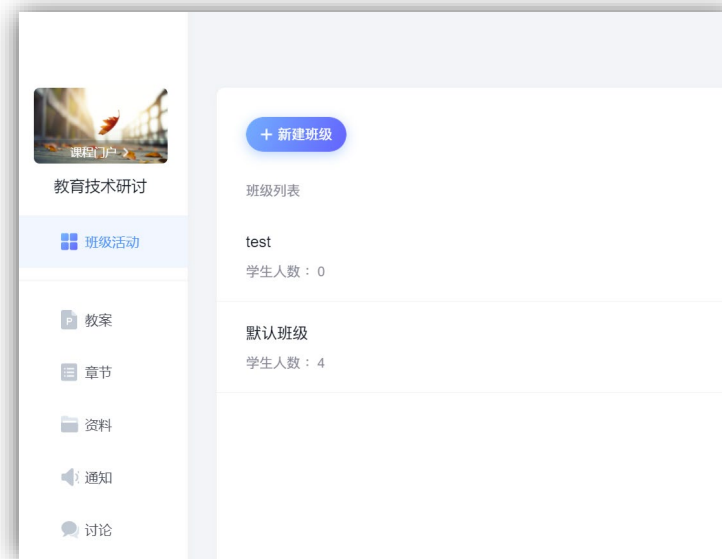 课程门户 >
教育技术研讨
班级活动
P 教案
章节
资料
通知
讨论
+ 新建班级
班级列表
test
学生人数： 0
默认班级
学生人数： 4